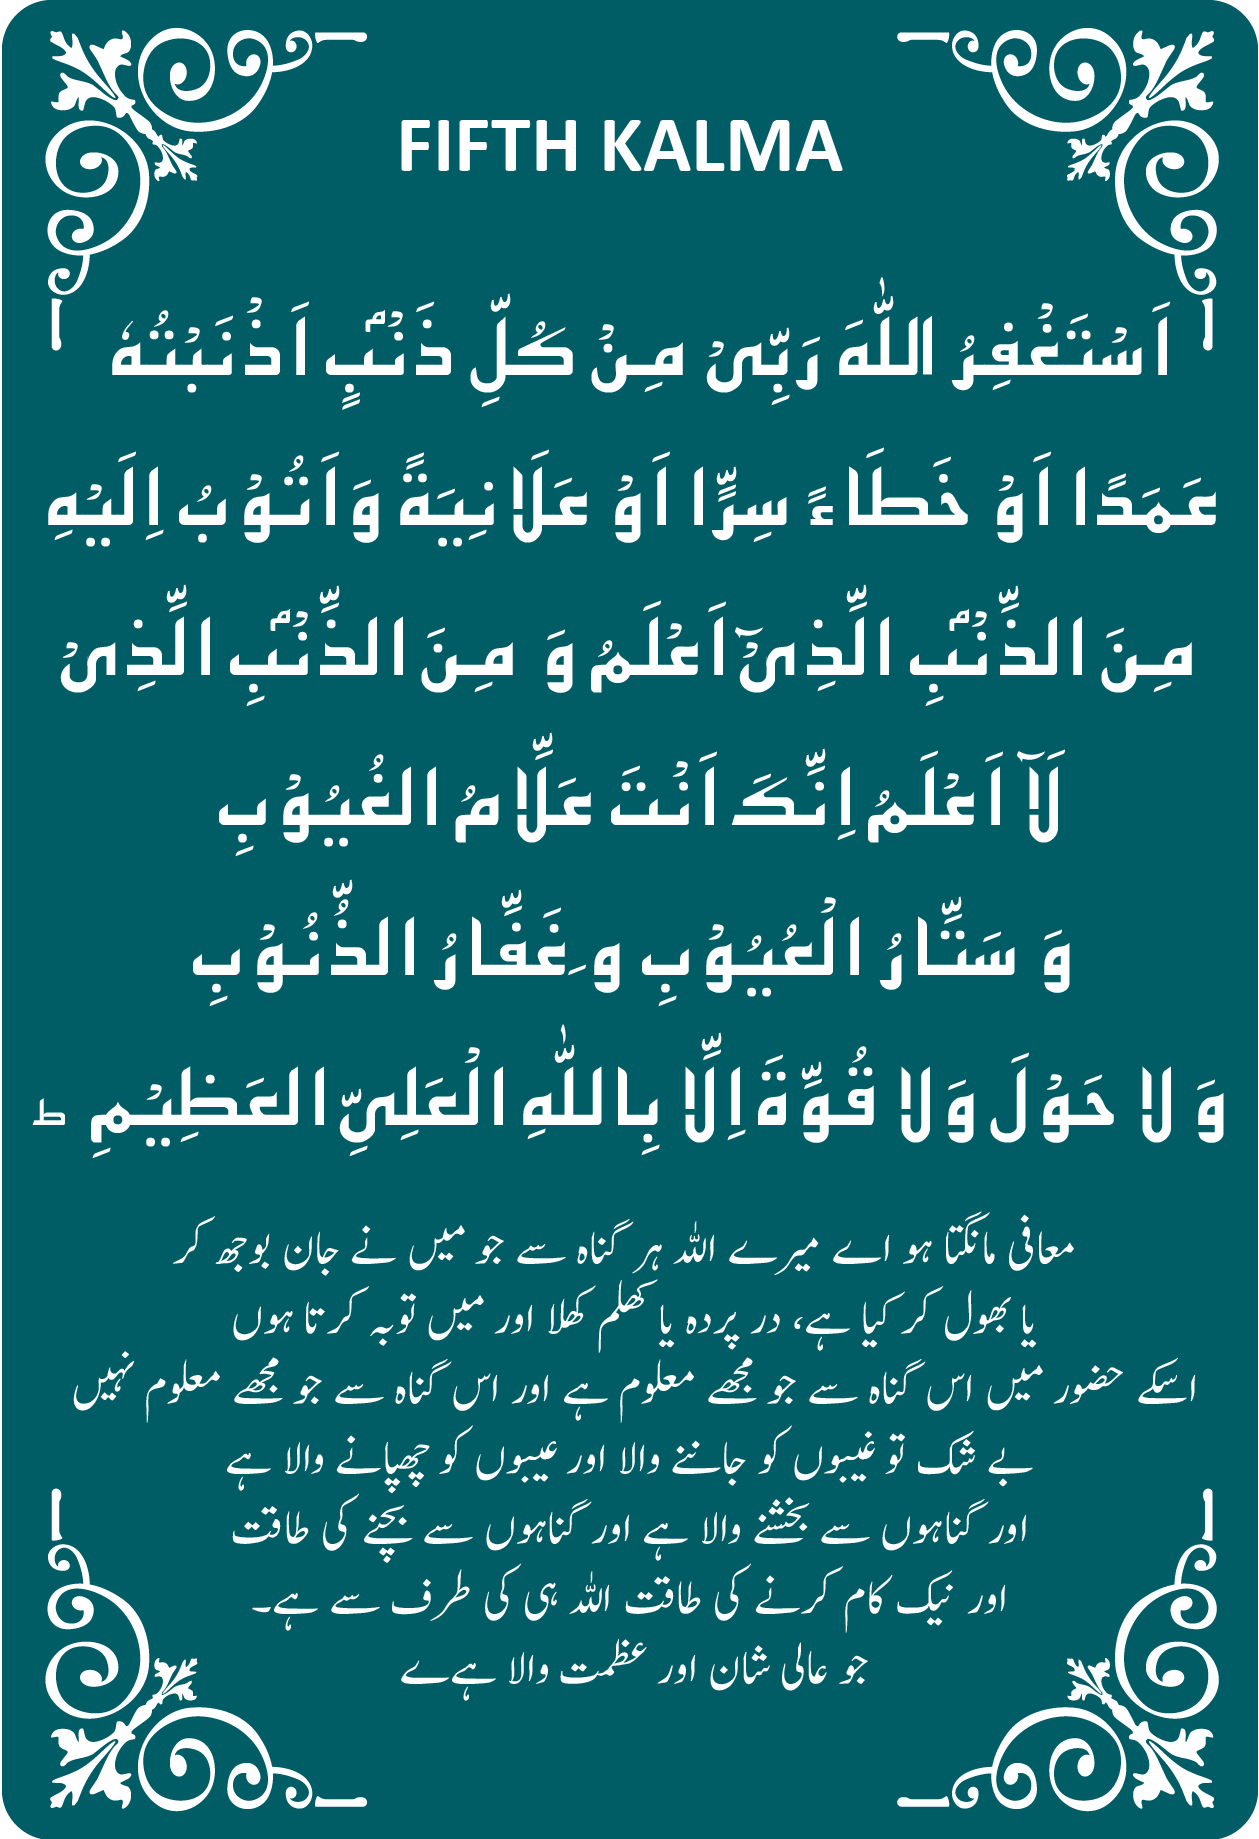 FIFTH KALMA
اَسْتَغْفِرُ اللّٰهَ رَبِّیْ مِنْ كُلِّ ذَنْۢبٍ اَذْنَبْتُهٗ
عَمَدًا اَوْ خَطَاءً سِرًّا اَوْ عَلَانِيَةً وَاَتُوْبُ اِلَيْهِ
مِنَ الذَّنْۢبِ الَّذِیْٓ اَعْلَمُ وَ مِنَ الذَّنْۢبِ الَّذِیْ
لَآ اَعْلَمُ اِنَّكَ اَنْتَ عَلَّامُ الغُيُوْبِ
وَ سَتَّارُ الْعُيُوْبِ وَغَفَّارُ الذُّنُوْبِ
وَ لَا حَوْلَ وَلَا قُوَّةَ اِلَّا بِاللّٰهِ الْعَلِیِّ العَظِيْمِ ط
معافی مانگتا ہو اے میرے اللہ ہر گناہ سے جو میں نے جان بوجھ کر
یا بھول کر کیا ہے، در پردہ یا کھلم کھلا اور میں توبہ کرتا ہوں
اسکے حضور میں اس گناہ سے جو مجھے معلوم ہے اور اس گناہ سے جو مجھے معلوم نہیں
بے شک تو غیبوں کو جاننے والا اور عیبوں کو چھپانے والا ہے
اور گناہوں سے بخشنے والا ہے اور گناہوں سے بچنے کی طاقت
اور نیک کام کرنے کی طاقت اللہ ہی کی طرف سے ہے۔
جو عالی شان اور عظمت والا ہےے